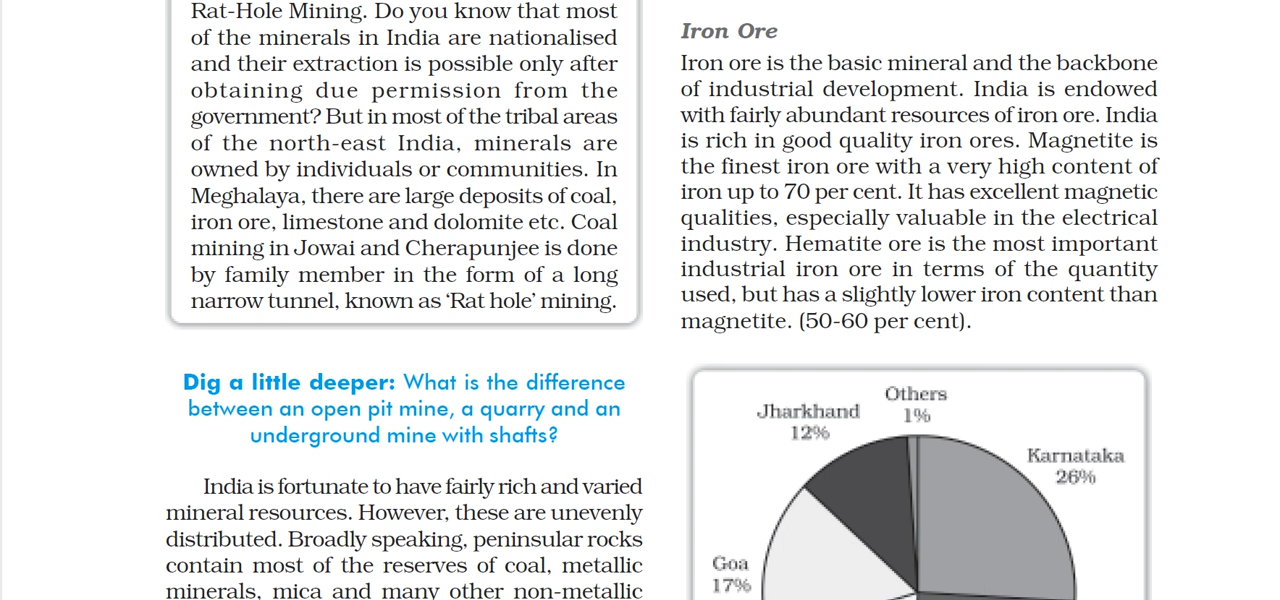 Rat-Hole Mining. Do you know that most
of the minerals in India are nationalised
and their extraction is possible only after
obtaining due permission from the
government? But in most of the tribal areas
of the north-east India, minerals are
owned by individuals or communities. In
Meghalaya, there are large deposits of coal,
iron ore, limestone and dolomite etc. Coal
mining in Jowai and Cherapunjee is done
by family member in the form of a long
narrow tunnel, known as ‘Rat hole’ mining.
Dig a little deeper: What is the difference
between an open pit mine, a quarry and an
underground mine with shafts?
India is fortunate to have fairly rich and varied
mineral resources. However, these are unevenly
distributed. Broadly speaking, peninsular rocks
contain most of the reserves of coal, metallic
minerals, mica and many other non-metallic
Iron Ore
Iron ore is the basic mineral and the backbone
of industrial development. India is endowed
with fairly abundant resources of iron ore. India
is rich in good quality iron ores. Magnetite is
the finest iron ore with a very high content of
iron up to 70 per cent. It has excellent magnetic
qualities, especially valuable in the electrical
industry. Hematite ore is the most important
industrial iron ore in terms of the quantity
used, but has a slightly lower iron content than
magnetite. (50-60 per cent).
Others
1%
Jharkhand
12%
Karnataka
26%
Goa
17%